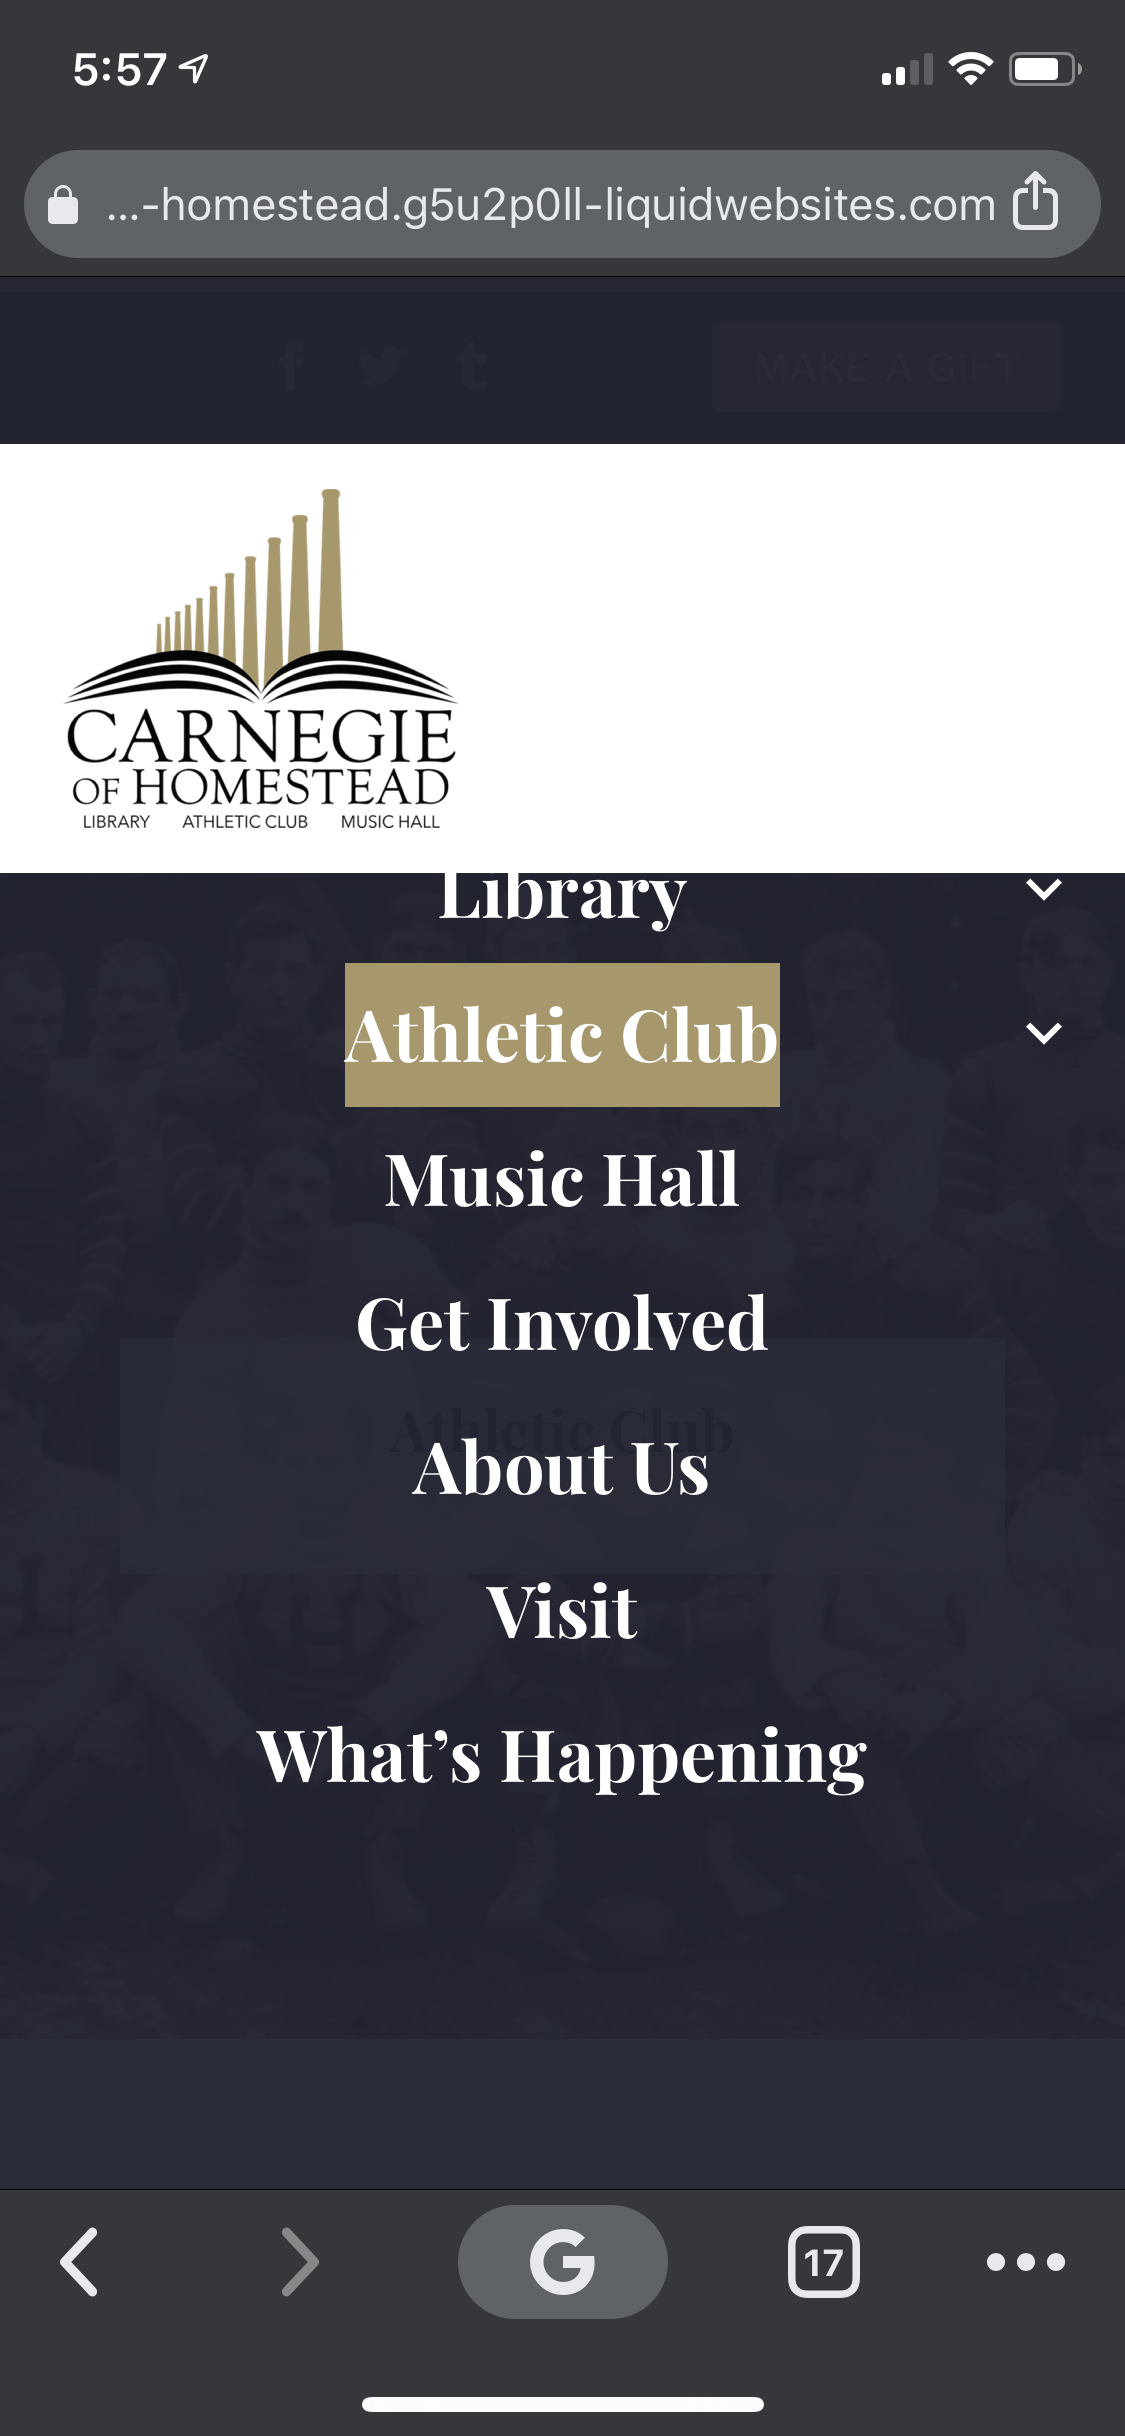 5:57
...-homestead.g5u2p0ll-liquidwebsites.com
MAKE A GIFT
CARNEGIE
OF HOMESTEAD
LIBRARY ATHLETIC CLUB MUSIC HALL
Library
Athletic Club
Music Hall
Get Involved
Athletic Club
About Us
Visit
What’s Happening
17